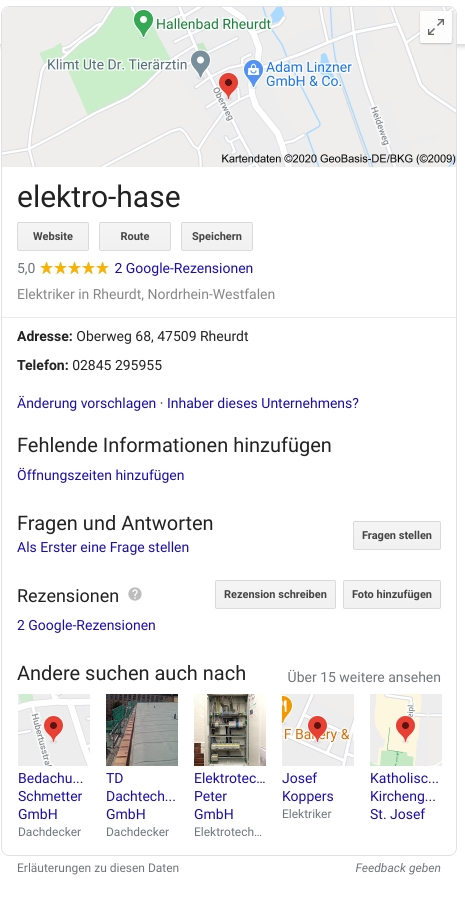 Hallenbad Rheurdt
Klimt Ute Dr. Tierärztin
Adam Linzner
GmbH & Co.
Oberweg
Heideweg
Kartendaten ©2020 GeoBasis-DE/BKG (©2009)
elektro-hase
Website Route Speichern
5,0 ★★★★★ 2 Google-Rezensionen
Elektriker in Rheurdt, Nordrhein-Westfalen
Adresse: Oberweg 68, 47509 Rheurdt
Telefon: 02845 295955
Änderung vorschlagen · Inhaber dieses Unternehmens?
Fehlende Informationen hinzufügen
Öffnungszeiten hinzufügen
Fragen und Antworten
Fragen stellen
Als Erster eine Frage stellen
Rezensionen ? Rezension schreiben Foto hinzufügen
2 Google-Rezensionen
Andere suchen auch nach Über 15 weitere ansehen
Bedachu...
Schmetter
GmbH
Dachdecker
TD
Dachtech...
GmbH
Dachdecker
Elektrotec...
Peter
GmbH
Elektrotech...
Josef
Koppers
Elektriker
Katholisc...
Kircheng...
St. Josef
Erläuterungen zu diesen Daten Feedback geben